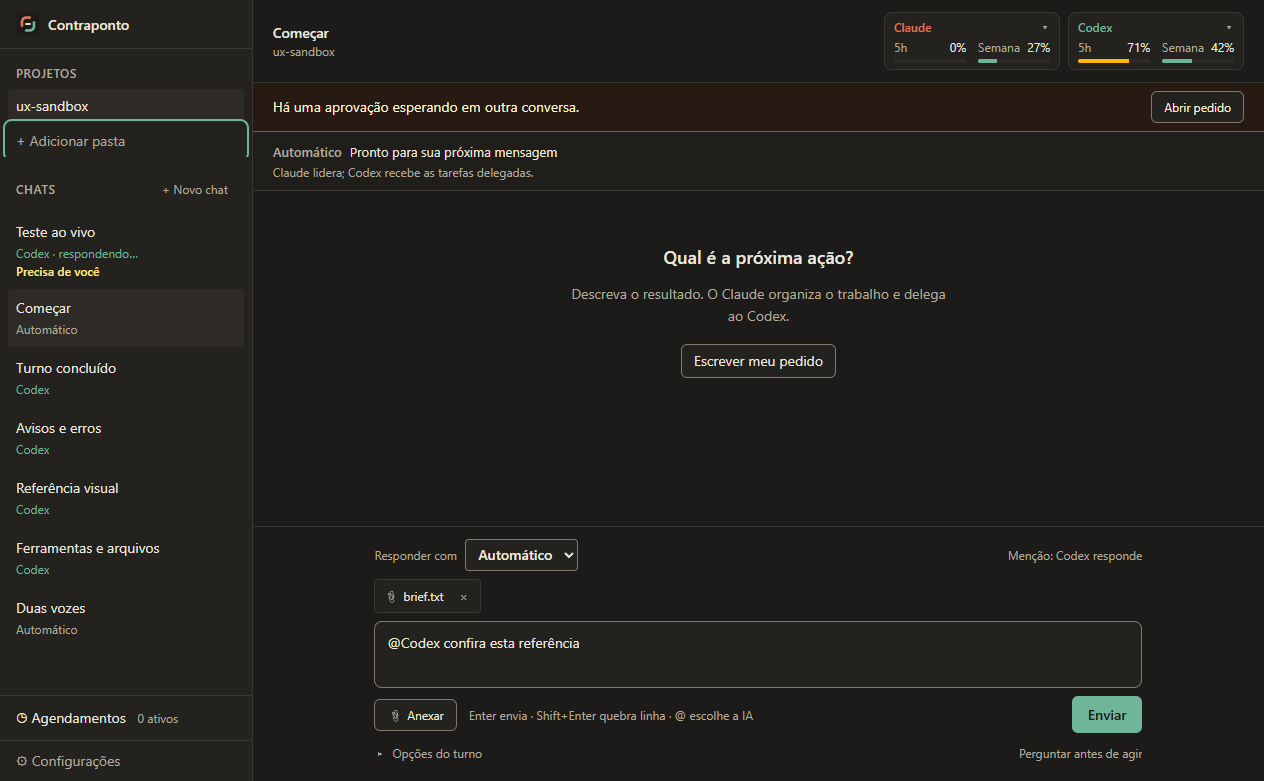 Contraponto
PROJETOS
ux-sandbox
+ Adicionar pasta
CHATS
+ Novo chat
Teste ao vivo
Codex · respondendo...
Precisa de você
Começar
Automático
Turno concluído
Codex
Avisos e erros
Codex
Referência visual
Codex
Ferramentas e arquivos
Codex
Duas vozes
Automático
Agendamentos 0 ativos
Configurações
Começar
ux-sandbox
Claude
5h 0% Semana 27%
Codex
5h 71% Semana 42%
Há uma aprovação esperando em outra conversa.
Abrir pedido
Automático Pronto para sua próxima mensagem
Claude lidera; Codex recebe as tarefas delegadas.
Qual é a próxima ação?
Descreva o resultado. O Claude organiza o trabalho e delega
ao Codex.
Escrever meu pedido
Responder com Automático
Menção: Codex responde
brief.txt ×
@Codex confira esta referência
Anexar
Enter envia · Shift+Enter quebra linha · @ escolhe a IA
Enviar
Opções do turno
Perguntar antes de agir